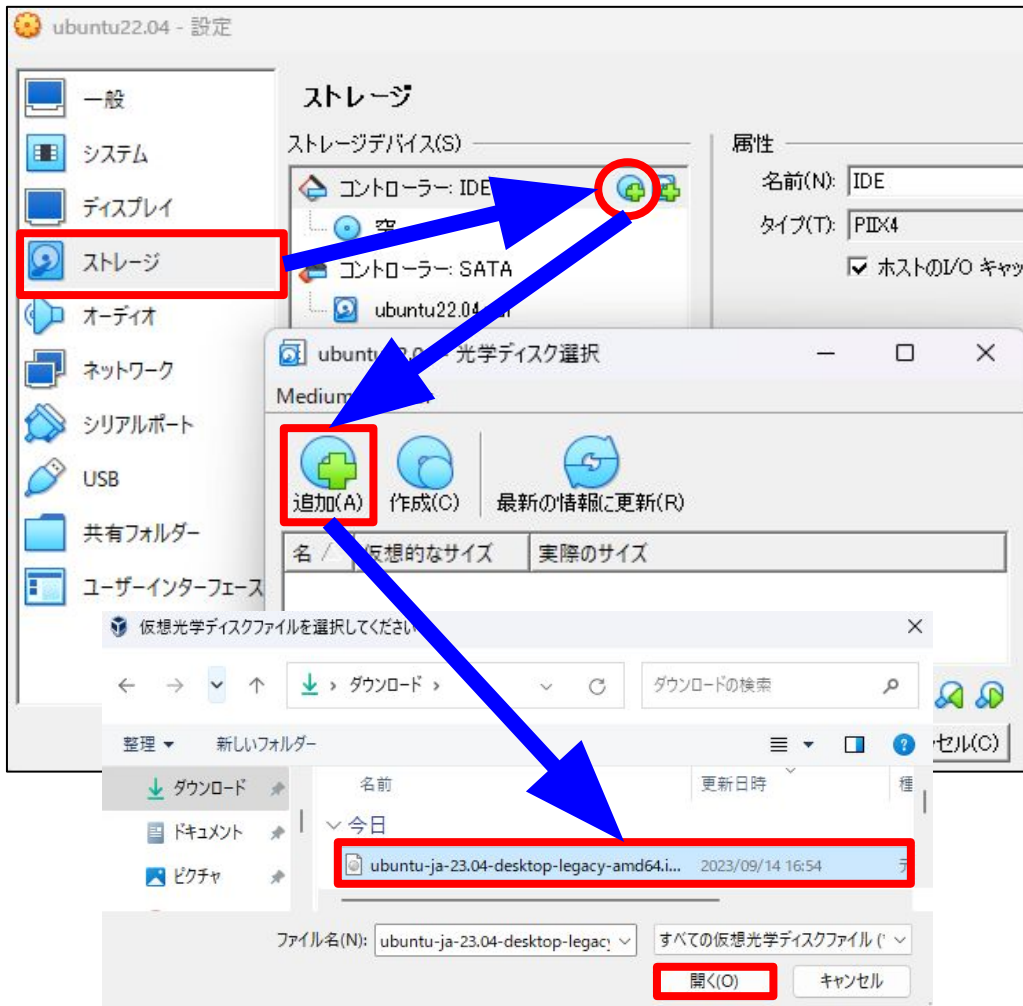 ubuntu22.04 - 設定
一般
システム
ディスプレイ
ストレージ
オーディオ
ネットワーク
シリアルポート
USB
共有フォルダー
ユーザーインターフェース
ストレージ
ストレージデバイス(S)
コントローラー: IDE
空
コントローラー: SATA
ubuntu22.04
属性
名前(N): IDE
タイプ(T): PIIX4
ホストのI/O キャッ
光学ディスク選択
Medium
追加(A)
作成(C)
最新の情報に更新(R)
名
仮想的なサイズ
実際のサイズ
仮想光学ディスクファイルを選択してください
ダウンロード
ダウンロードの検索
整理
新しいフォルダー
セル(C)
ダウンロード
ドキュメント
ピクチャ
名前
更新日時
種
今日
ubuntu-ja-23.04-desktop-legacy-amd64.i... 2023/09/14 16:54
ファイル名(N): ubuntu-ja-23.04-desktop-legac
すべての仮想光学ディスクファイル (
開く(O)
キャンセル